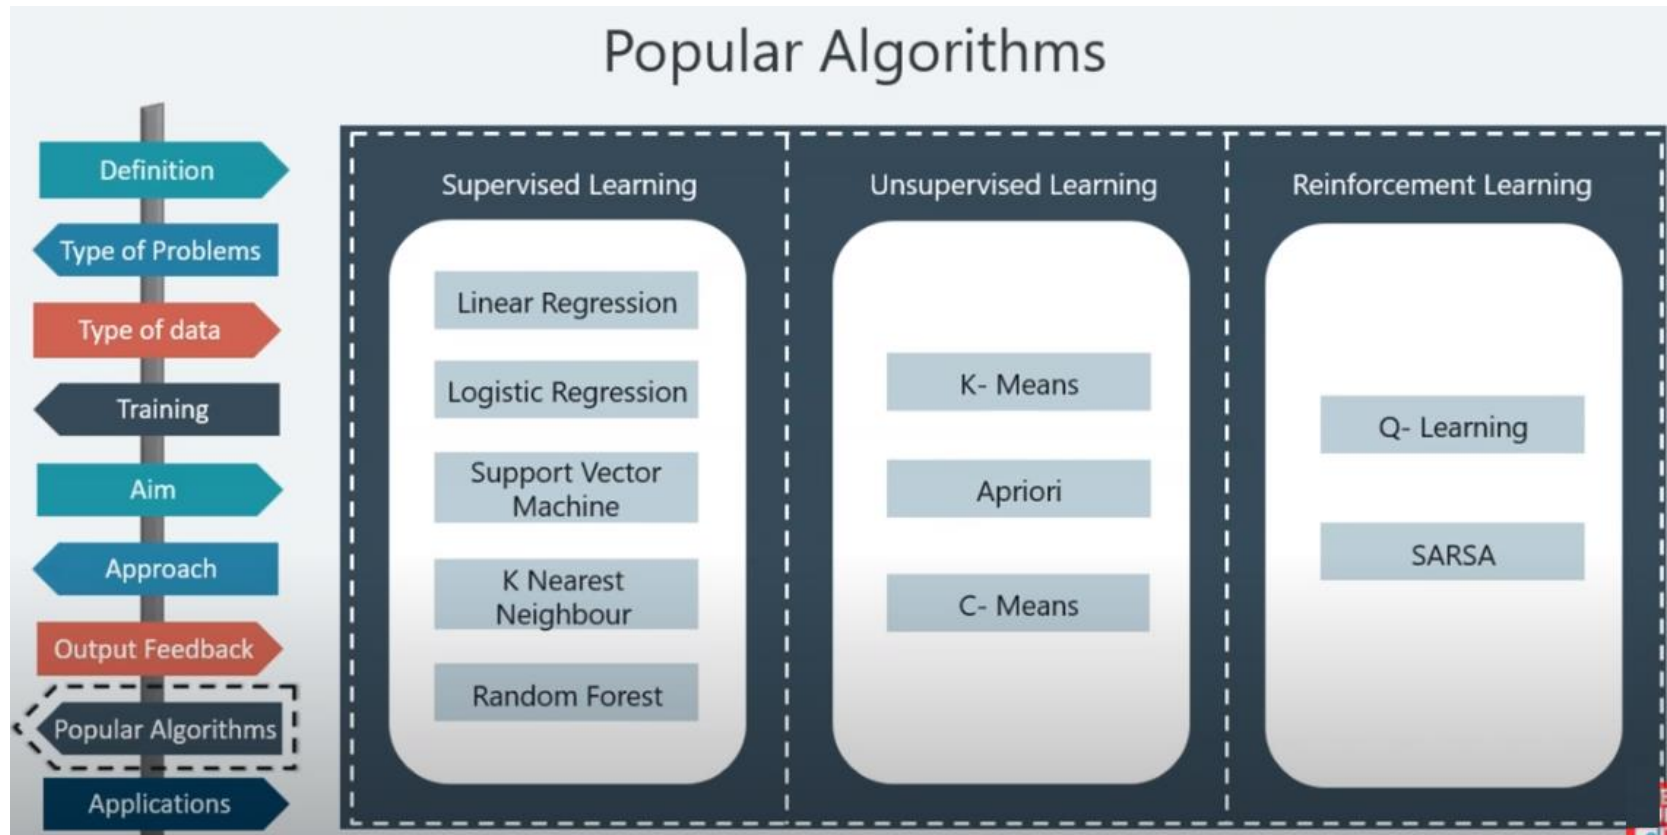 Popular Algorithms
Definition
Type of Problems
Type of data
Training
Aim
Approach
Output Feedback
Popular Algorithms
Applications
Supervised Learning
Linear Regression
Logistic Regression
Support Vector
Machine
K Nearest
Neighbour
Random Forest
Unsupervised Learning
K- Means
Apriori
C- Means
Reinforcement Learning
Q- Learning
SARSA